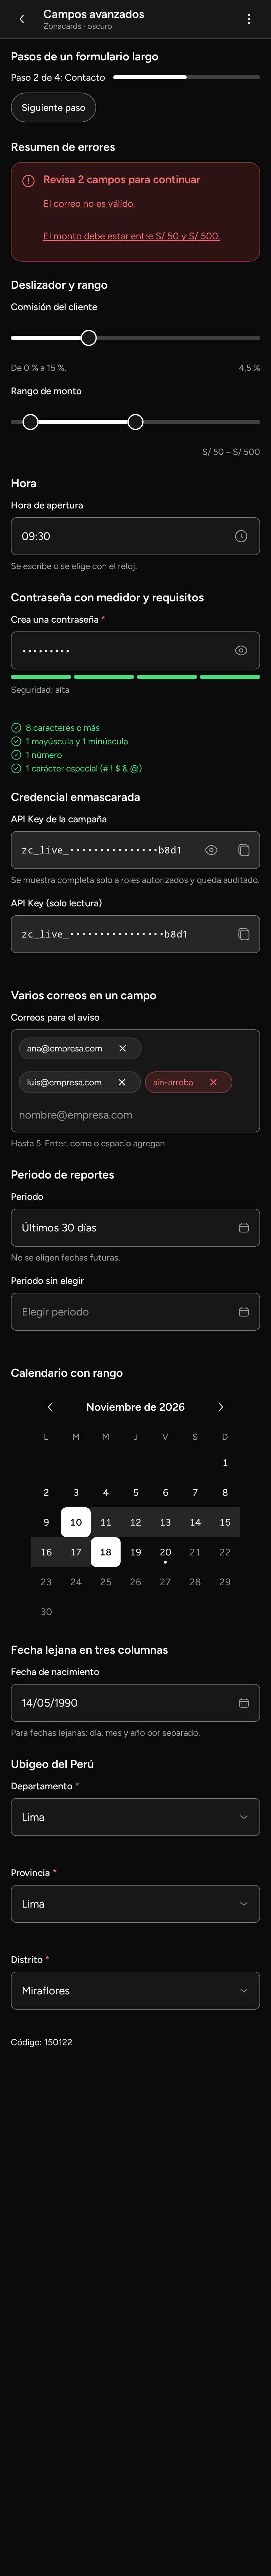 Campos avanzados
Zonacards · oscuro
Pasos de un formulario largo
Paso 2 de 4: Contacto
Siguiente paso
Resumen de errores
Revisa 2 campos para continuar
El correo no es válido.
El monto debe estar entre S/ 50 y S/ 500.
Deslizador y rango
Comisión del cliente
De 0 % a 15 %. 4,5 %
Rango de monto
S/ 50 – S/ 500
Hora
Hora de apertura
09:30
Se escribe o se elige con el reloj.
Contraseña con medidor y requisitos
Crea una contraseña *
•••••••••
Seguridad: alta
8 caracteres o más
1 mayúscula y 1 minúscula
1 número
1 carácter especial (# ! $ & @)
Credencial enmascarada
API Key de la campaña
zc_live_••••••••••••••••b8d1
Se muestra completa solo a roles autorizados y queda auditado.
API Key (solo lectura)
zc_live_•••••••••••••••••b8d1
Varios correos en un campo
Correos para el aviso
ana@empresa.com
luis@empresa.com sin-arroba
nombre@empresa.com
Hasta 5. Enter, coma o espacio agregan.
Periodo de reportes
Periodo
Últimos 30 días
No se eligen fechas futuras.
Periodo sin elegir
Elegir periodo
Calendario con rango
Noviembre de 2026
L M M J V S D
1
2 3 4 5 6 7 8
9 10 11 12 13 14 15
16 17 18 19 20 21 22
23 24 25 26 27 28 29
30
Fecha lejana en tres columnas
Fecha de nacimiento
14/05/1990
Para fechas lejanas: día, mes y año por separado.
Ubigeo del Perú
Departamento *
Lima
Provincia *
Lima
Distrito *
Miraflores
Código: 150122